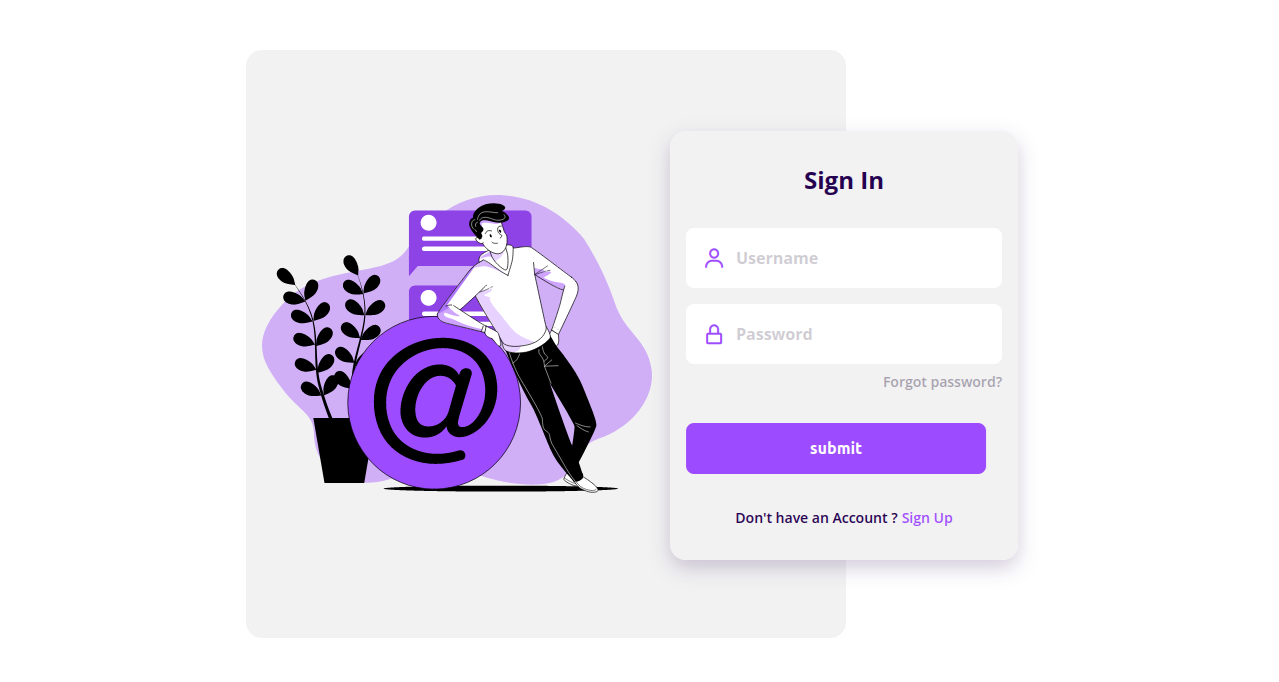 Sign In
Username
Password
Forgot password?
submit
Don't have an Account ? Sign Up
@